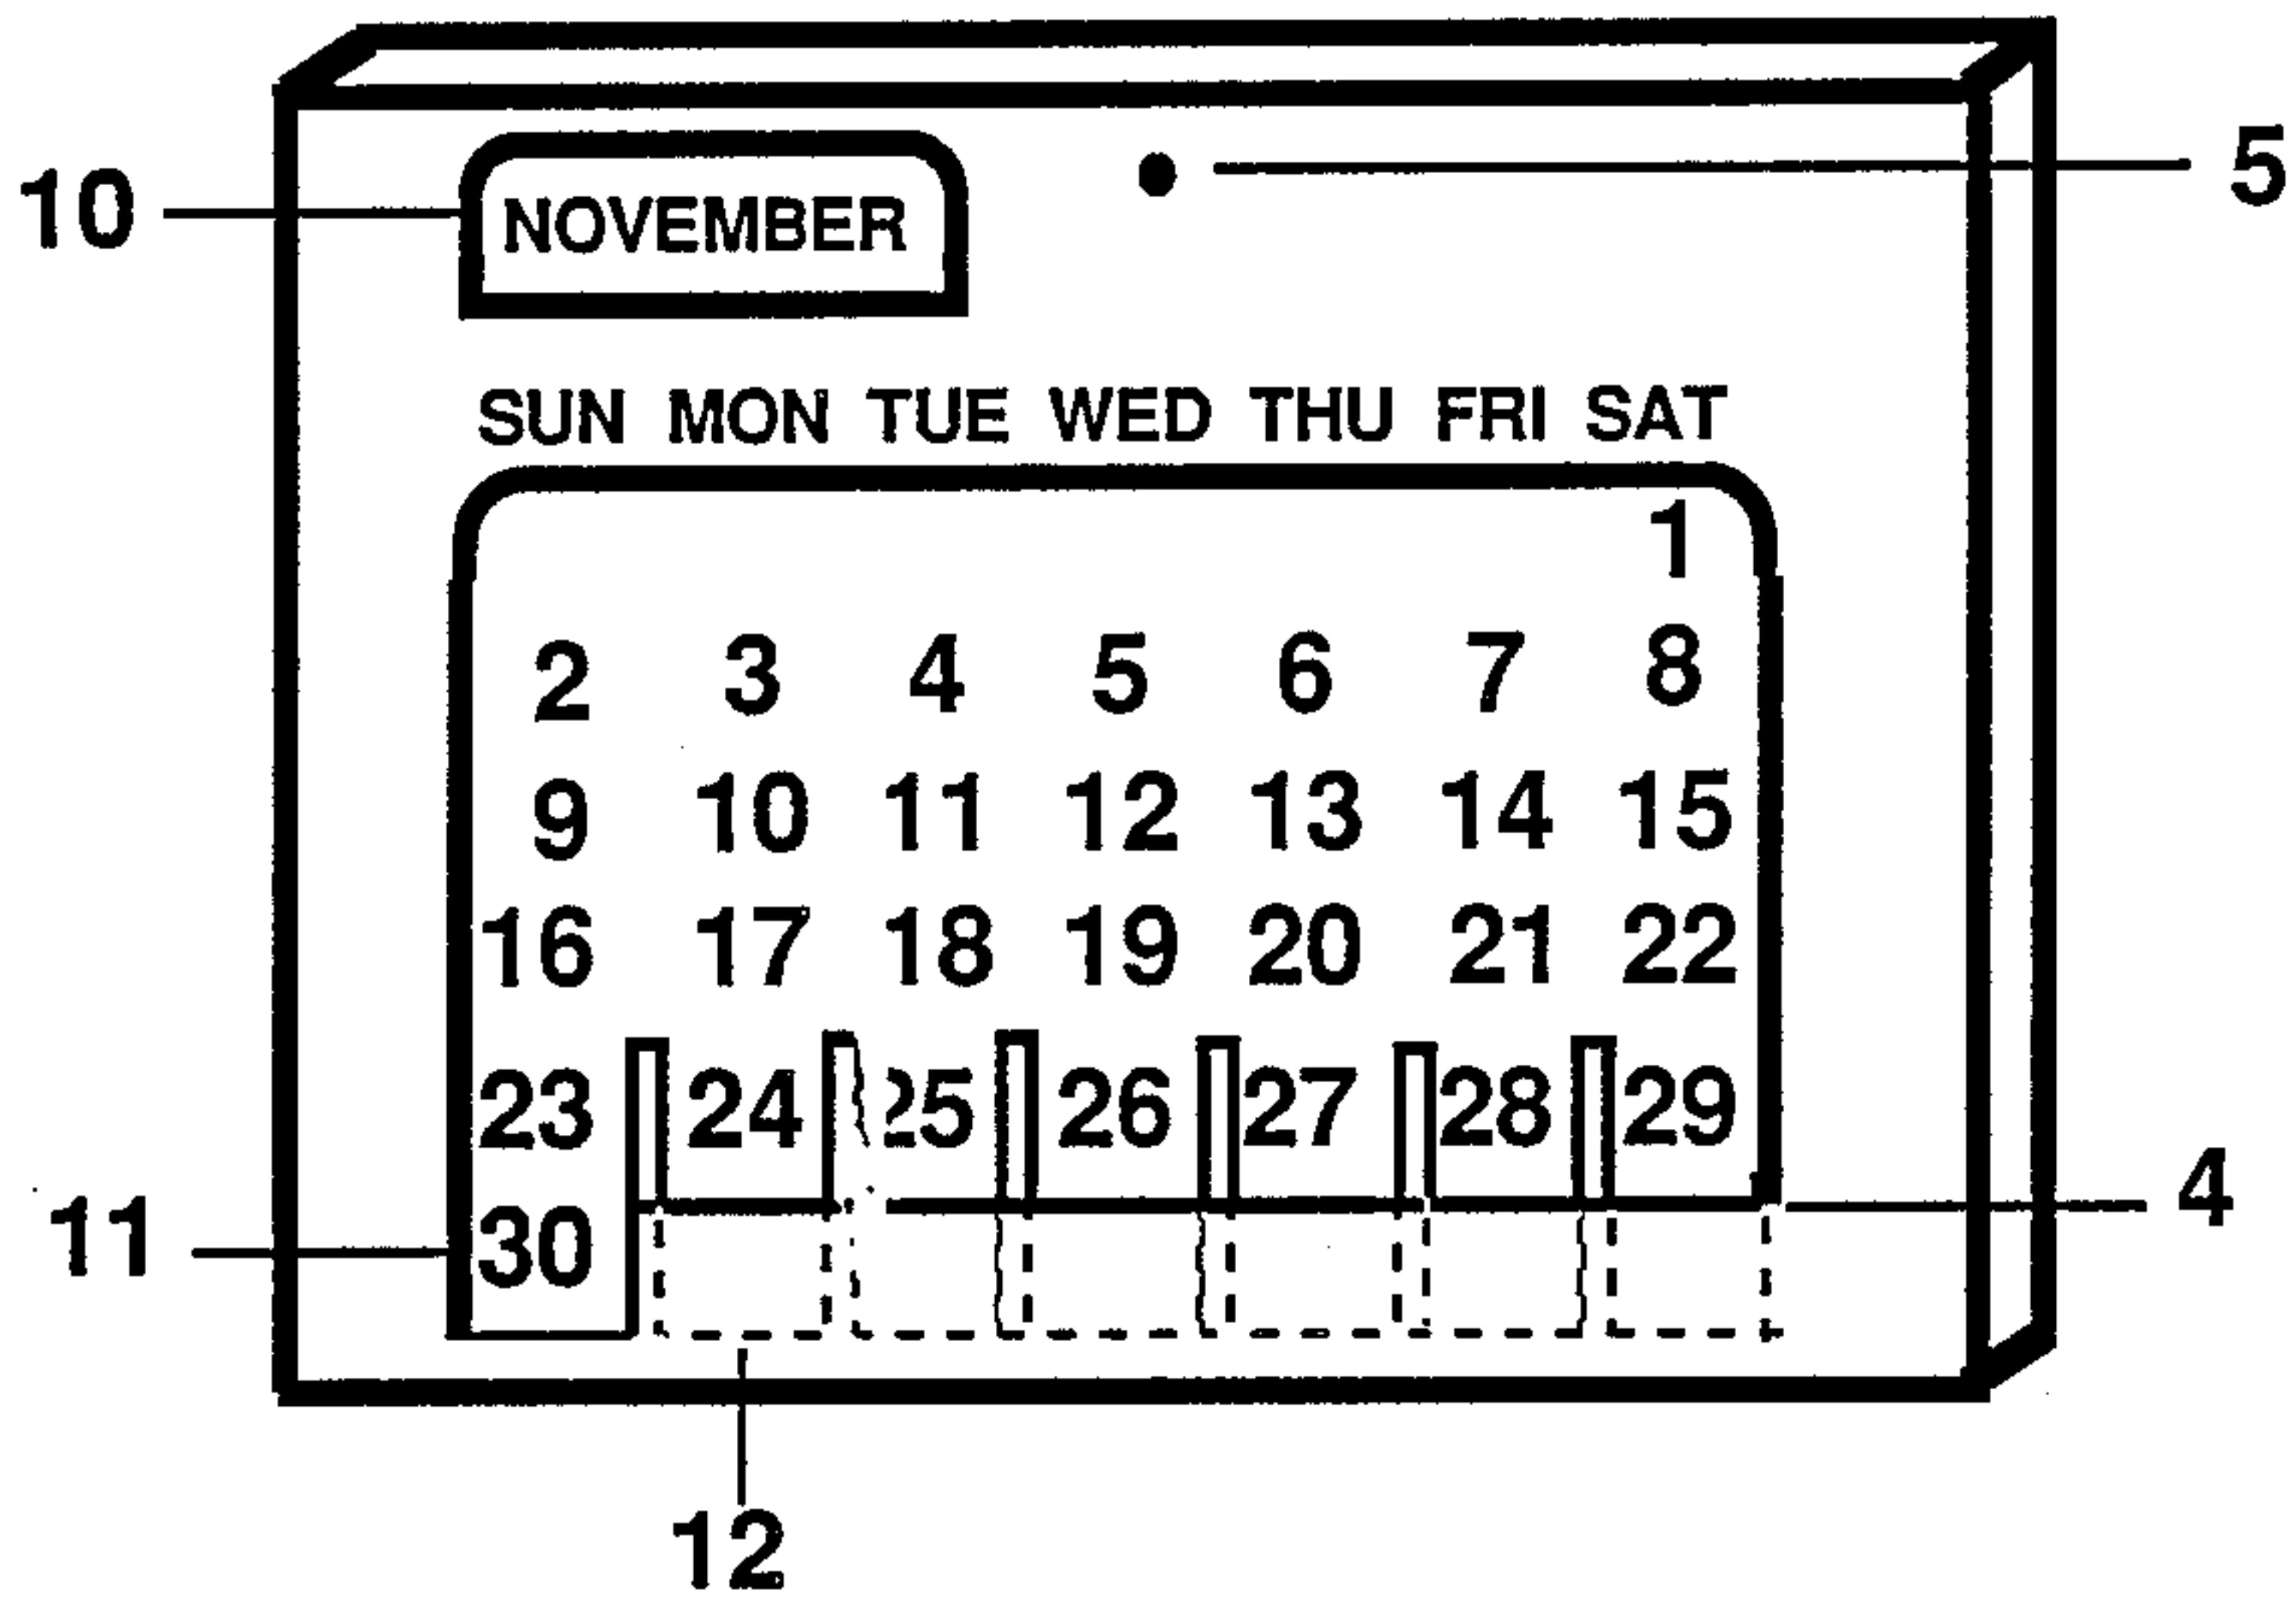 10 NOVEMBER 5
SUN MON TUE WED THU FRI SAT
1
2 3 4 5 6 7 8
9 10 11 12 13 14 15
16 17 18 19 20 21 22
23 24 25 26 27 28 29
11 30 4
12